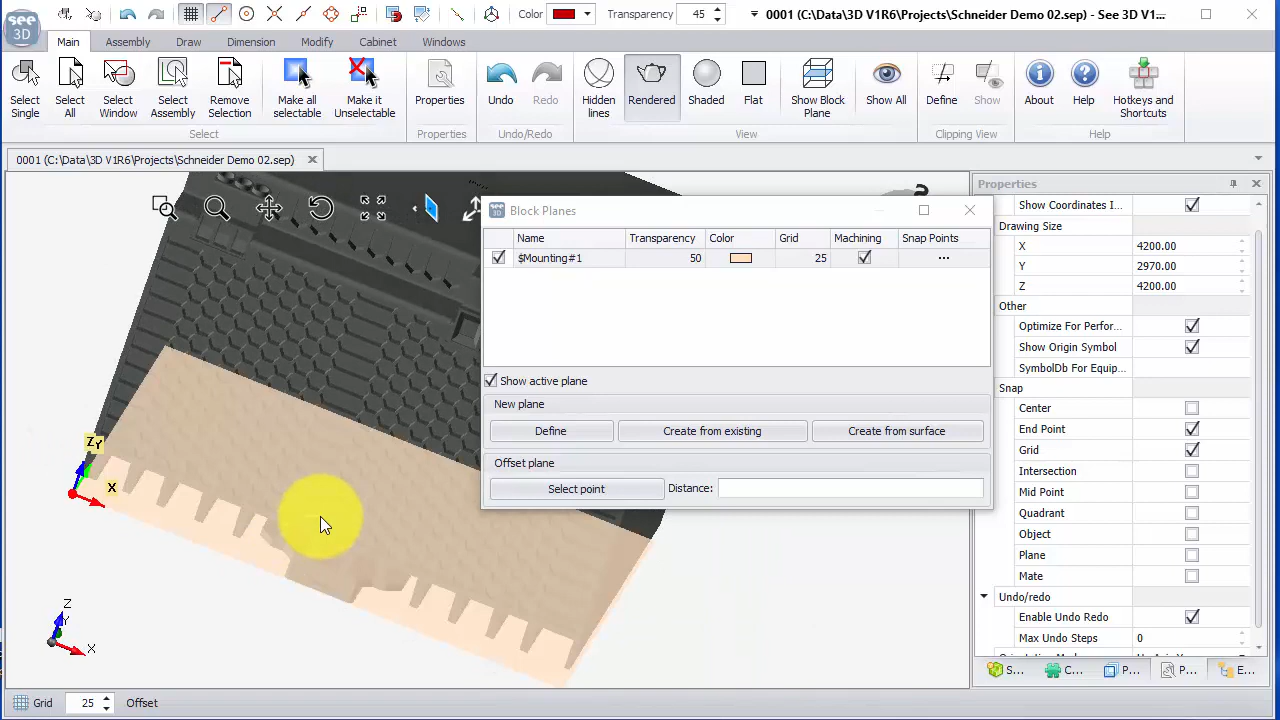 see
3D
Color
Transparency
45
0001 (C:\Data\3D V1R6\Projects\Schneider Demo 02.sep) - See 3D V1...
Main
Assembly
Draw
Dimension
Modify
Cabinet
Windows
Select Single
Select All
Select Window
Select Assembly
Remove Selection
Make all selectable
Make it Unselectable
Properties
Undo
Redo
Hidden lines
Rendered
Shaded
Flat
Show Block Plane
Show All
Define
Show
About
Help
Hotkeys and Shortcuts
Select
Properties
Undo/Redo
View
Clipping View
Help
0001 (C:\Data\3D V1R6\Projects\Schneider Demo 02.sep)
Block Planes
Name
Transparency
Color
Grid
Machining
Snap Points
$Mounting#1
50
25
...
Show active plane
New plane
Define
Create from existing
Create from surface
Offset plane
Select point
Distance:
Z Y
X
Z
Y
X
Properties
Show Coordinates I...
Drawing Size
X 4200.00
Y 2970.00
Z 4200.00
Other
Optimize For Perfor...
Show Origin Symbol
SymbolDb For Equip...
Snap
Center
End Point
Grid
Intersection
Mid Point
Quadrant
Object
Plane
Mate
Undo/redo
Enable Undo Redo
Max Undo Steps 0
S...
C...
P...
P...
E...
Grid
25
Offset